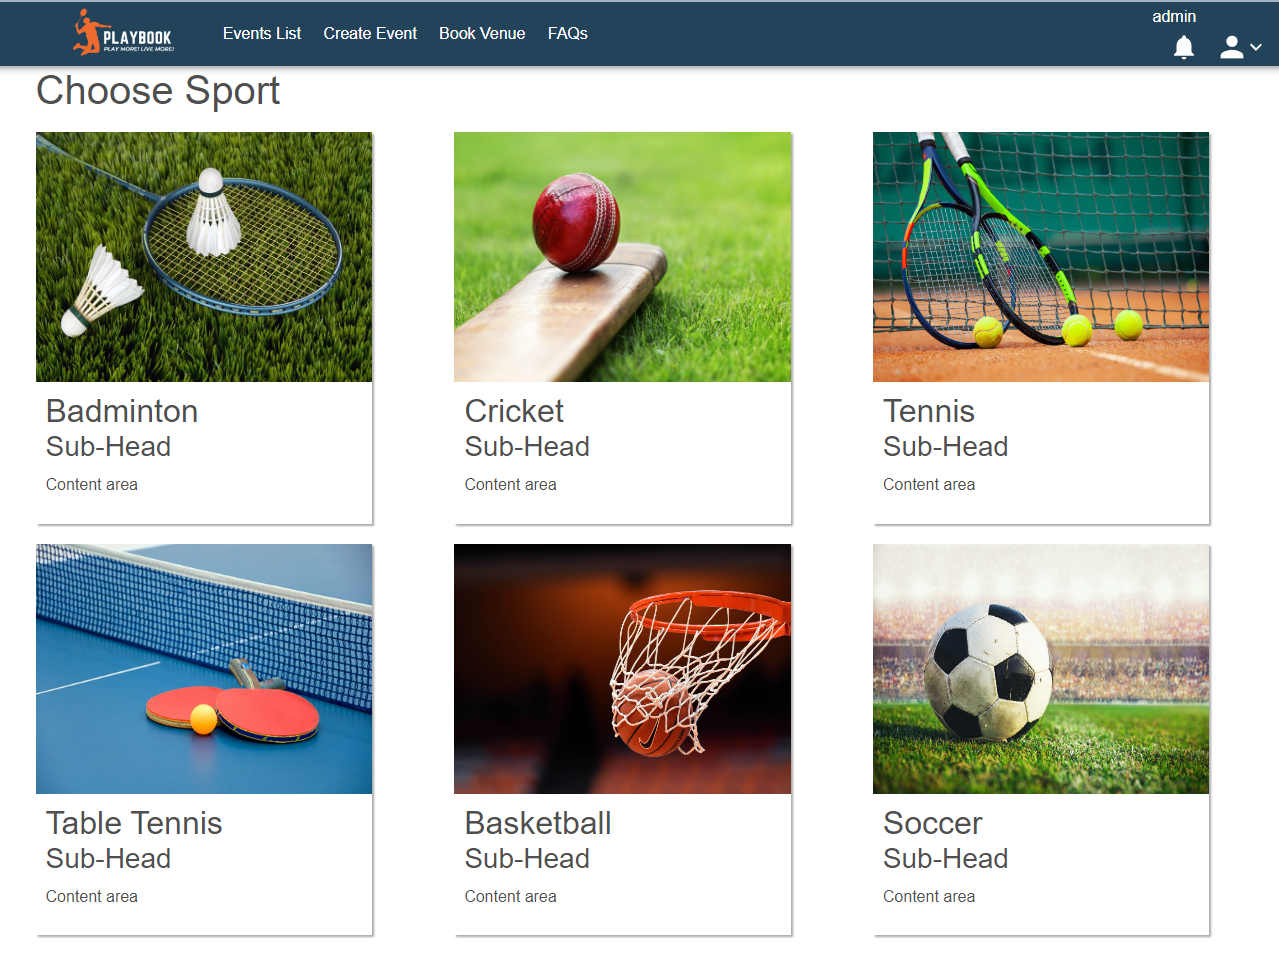 PLAYBOOK
PLAY MORE! LIVE MORE!
Events List
Create Event
Book Venue
FAQs
admin
Choose Sport
Badminton
Sub-Head
Content area
Cricket
Sub-Head
Content area
Tennis
Sub-Head
Content area
Table Tennis
Sub-Head
Content area
Basketball
Sub-Head
Content area
Soccer
Sub-Head
Content area